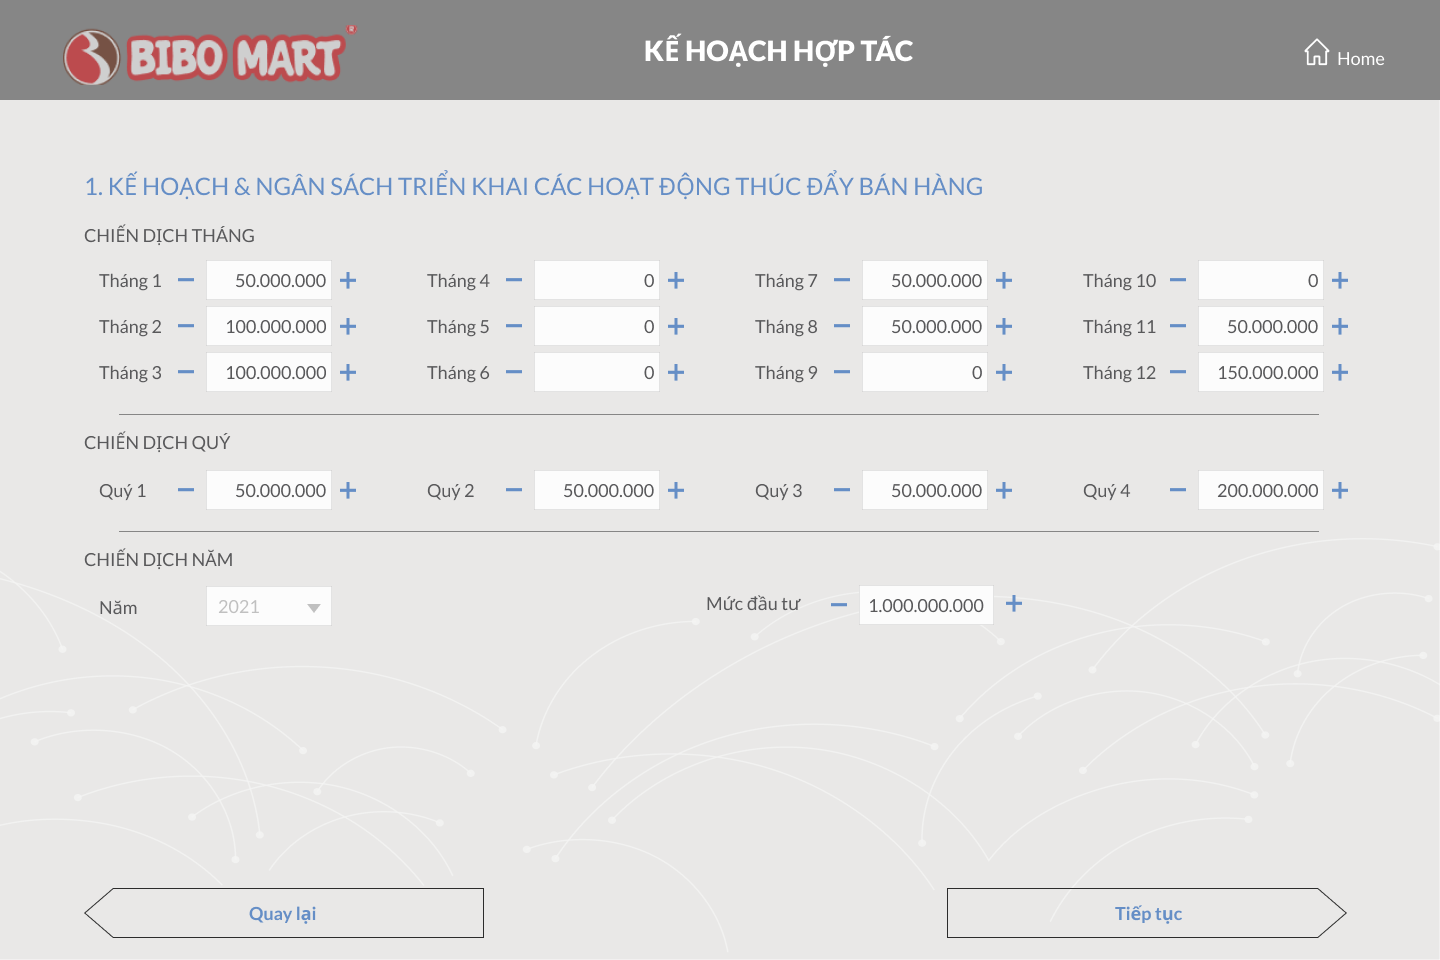 BIBO MART
KẾ HOẠCH HỢP TÁC
Home
1. KẾ HOẠCH & NGÂN SÁCH TRIỂN KHAI CÁC HOẠT ĐỘNG THÚC ĐẨY BÁN HÀNG
CHIẾN DỊCH THÁNG
Tháng 1 − 50.000.000 + Tháng 4 − 0 + Tháng 7 − 50.000.000 + Tháng 10 − 0 +
Tháng 2 − 100.000.000 + Tháng 5 − 0 + Tháng 8 − 50.000.000 + Tháng 11 − 50.000.000 +
Tháng 3 − 100.000.000 + Tháng 6 − 0 + Tháng 9 − 0 + Tháng 12 − 150.000.000 +
CHIẾN DỊCH QUÝ
Quý 1 − 50.000.000 + Quý 2 − 50.000.000 + Quý 3 − 50.000.000 + Quý 4 − 200.000.000 +
CHIẾN DỊCH NĂM
Năm 2021 Mức đầu tư − 1.000.000.000 +
Quay lại Tiếp tục